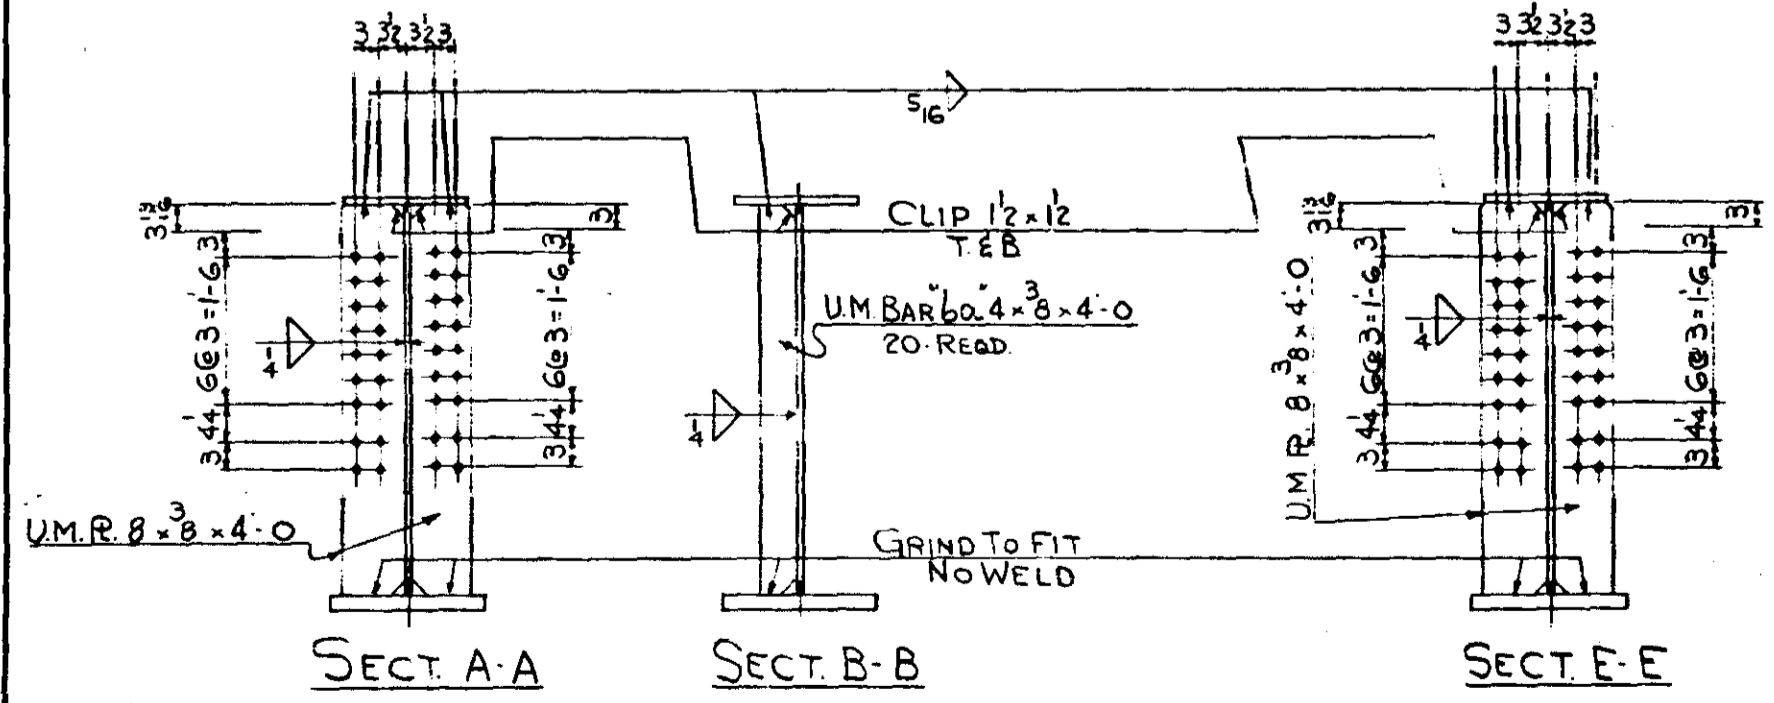 3 3½ 3½ 3
3 3½ 3½ 3
5/16
3 13/16
3
3 13/16
3
CLIP 1½ x 1½
T. & B
3
6@3=1'-6
4¼
3
3
6@3=1'-6
4¼
3
U.M. BAR "ba" 4 x 3/8 x 4'-0
20-REQD.
U.M. PL. 8 x 3/8 x 4'-0
3
6@3=1'-6
4¼
3
3
6@3=1'-6
4¼
3
1/4
1/4
1/4
U.M. PL. 8 x 3/8 x 4'-0
GRIND TO FIT
NO WELD
SECT. A-A
SECT. B-B
SECT. E-E